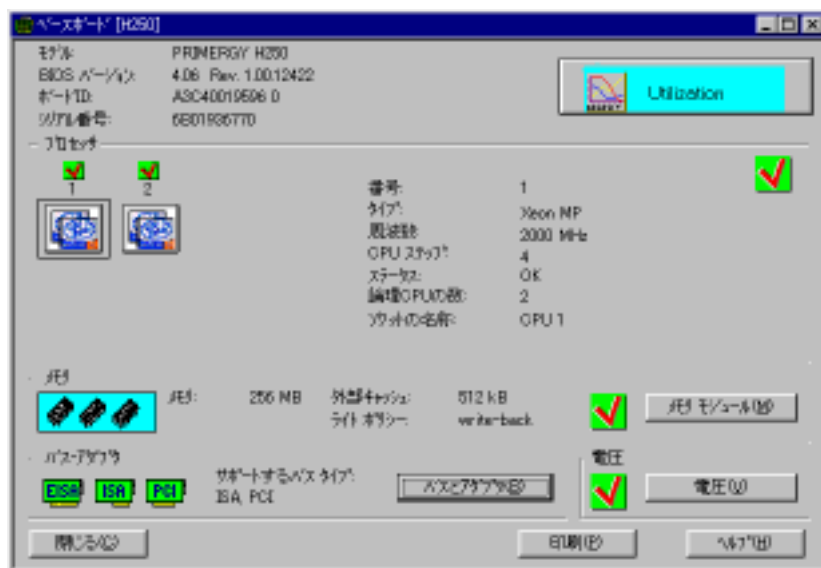 ベースボード [H250]
モデル: PRIMERGY H250
BIOS バージョン: 4.06 Rev. 1.00.12422
ボードID: A3C40019596 0
シリアル番号: 6B01936770
Utilization
プロセッサ
1 2
番号: 1
タイプ: Xeon MP
周波数: 2000 MHz
CPU ステップ: 4
ステータス: OK
論理CPUの数: 2
ソケットの名称: CPU 1
メモリ
メモリ: 256 MB
外部キャッシュ: 512 kB
ライト ポリシー: write-back
メモリ モジュール(M)
バス・アダプタ
EISA ISA PCI
サポートするバス タイプ:
ISA, PCI
バスとアダプタ(B)
電圧
電圧(V)
閉じる(C)
印刷(P)
ヘルプ(H)